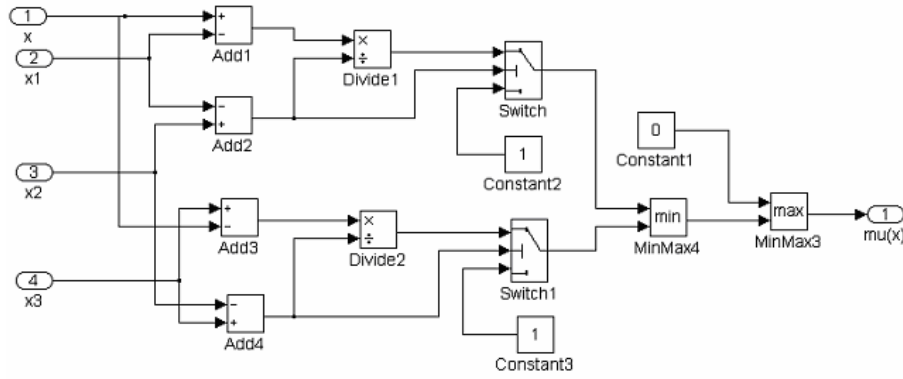 1
x
2
x1
3
x2
4
x3
+
−
Add1
−
+
Add2
+
−
Add3
−
+
Add4
×
÷
Divide1
×
÷
Divide2
Switch
1
Constant2
Switch1
1
Constant3
0
Constant1
min
MinMax4
max
MinMax3
1
mu(x)